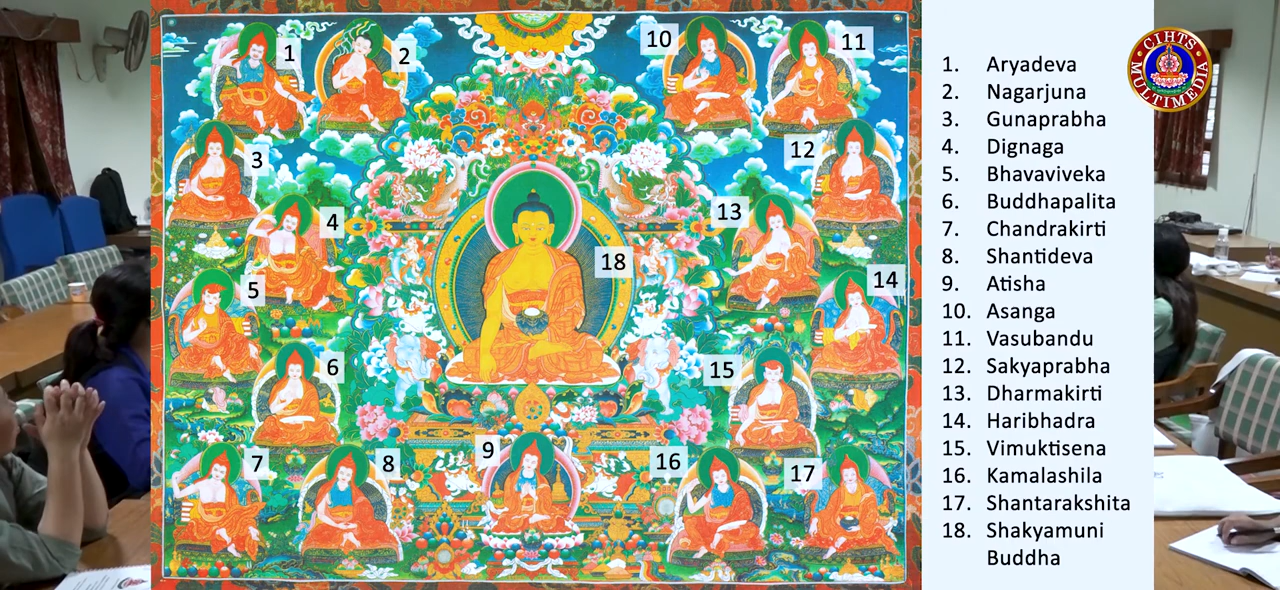 1
2
10
11
3
12
4
13
18
5
14
6
15
7
8
9
16
17
1. Aryadeva
2. Nagarjuna
3. Gunaprabha
4. Dignaga
5. Bhavaviveka
6. Buddhapalita
7. Chandrakirti
8. Shantideva
9. Atisha
10. Asanga
11. Vasubandu
12. Sakyaprabha
13. Dharmakirti
14. Haribhadra
15. Vimuktisena
16. Kamalashila
17. Shantarakshita
18. Shakyamuni
Buddha
CIHTS
MULTIMEDIA